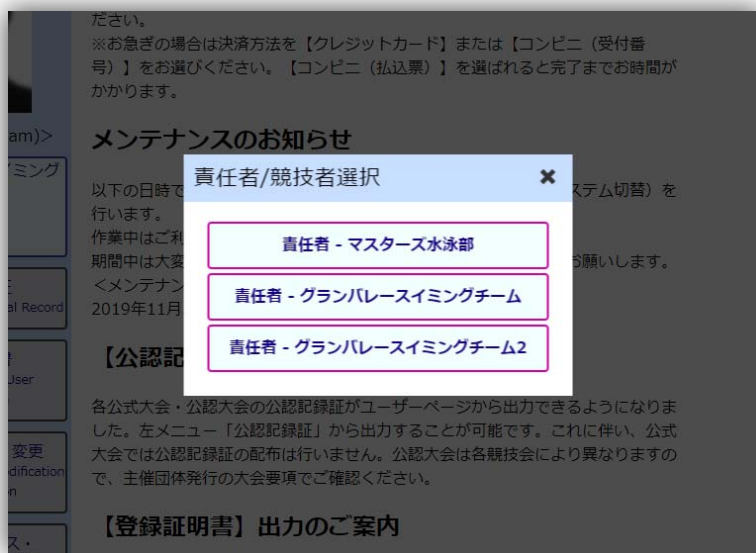 ださい。
※お急ぎの場合は決済方法を【クレジットカード】または【コンビニ（受付番
号）】をお選びください。【コンビニ（払込票）】を選ばれると完了までお時間が
かかります。
am)>
メンテナンスのお知らせ
ミング
責任者/競技者選択 ✖
以下の日時で
ステム切替）を
行います。
作業中はご利
責任者 - マスターズ水泳部
期間中は大変
お願いします。
<メンテナン
責任者 - グランバレースイミングチーム
al Record
2019年11月
責任者 - グランバレースイミングチーム2
【公認記
User
各公式大会・公認大会の公認記録証がユーザーページから出力できるようになりま
した。左メニュー「公認記録証」から出力することが可能です。これに伴い、公式
変更
大会では公認記録証の配布は行いません。公認大会は各競技会により異なりますの
dification
で、主催団体発行の大会要項でご確認ください。
n
【登録証明書】出力のご案内
ス・